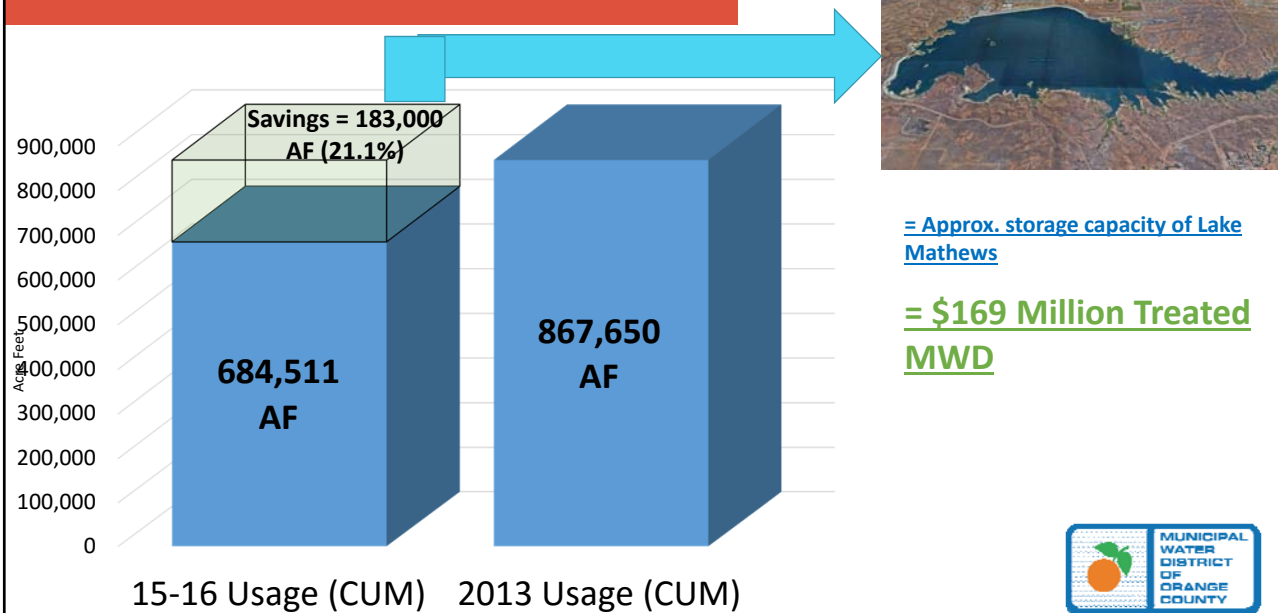 Savings = 183,000
AF (21.1%)
900,000
800,000
700,000
600,000
500,000
400,000
300,000
200,000
100,000
0
Acre Feet
684,511
AF
867,650
AF
15-16 Usage (CUM)
2013 Usage (CUM)
= Approx. storage capacity of Lake
Mathews
= $169 Million Treated
MWD
MUNICIPAL
WATER
DISTRICT
OF
ORANGE
COUNTY